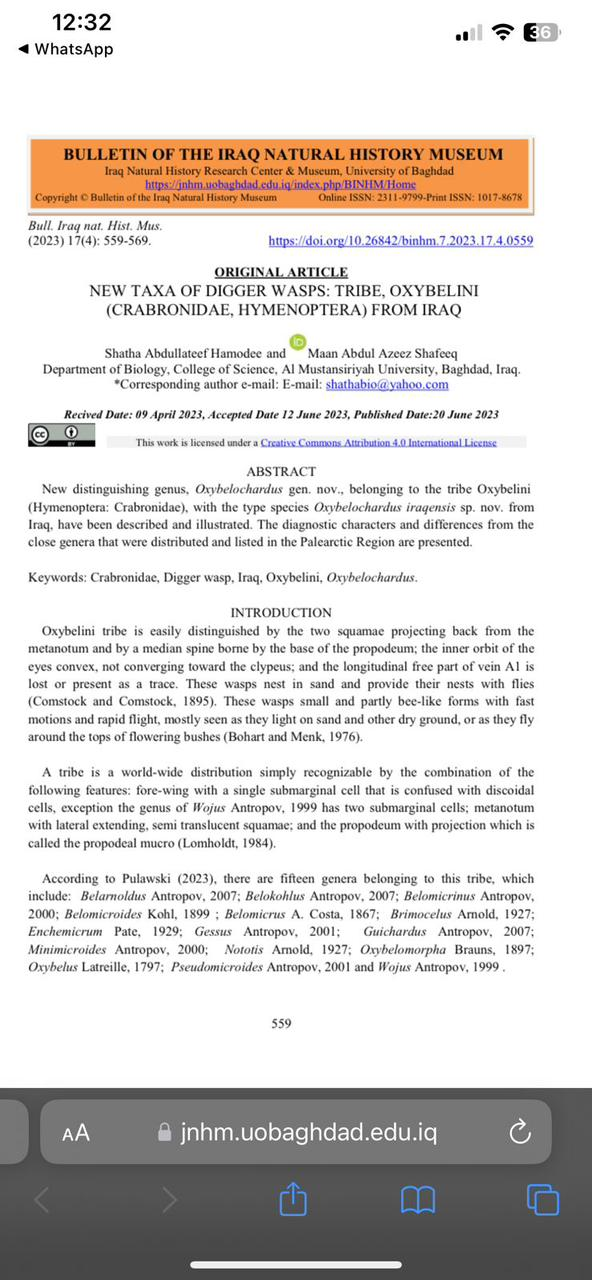 12:32
36
◀ WhatsApp
BULLETIN OF THE IRAQ NATURAL HISTORY MUSEUM
Iraq Natural History Research Center & Museum, University of Baghdad
https://jnhm.uobaghdad.edu.iq/index.php/BINHM/Home
Copyright © Bulletin of the Iraq Natural History Museum Online ISSN: 2311-9799-Print ISSN: 1017-8678
Bull. Iraq nat. Hist. Mus.
(2023) 17(4): 559-569. https://doi.org/10.26842/binhm.7.2023.17.4.0559
ORIGINAL ARTICLE
NEW TAXA OF DIGGER WASPS: TRIBE, OXYBELINI
(CRABRONIDAE, HYMENOPTERA) FROM IRAQ
iD
Shatha Abdullateef Hamodee and Maan Abdul Azeez Shafeeq
Department of Biology, College of Science, Al Mustansiriyah University, Baghdad, Iraq.
*Corresponding author e-mail: E-mail: shathabio@yahoo.com
Recived Date: 09 April 2023, Accepted Date 12 June 2023, Published Date:20 June 2023
cc BY
This work is licensed under a Creative Commons Attribution 4.0 International License
ABSTRACT
New distinguishing genus, Oxybelochardus gen. nov., belonging to the tribe Oxybelini
(Hymenoptera: Crabronidae), with the type species Oxybelochardus iraqensis sp. nov. from
Iraq, have been described and illustrated. The diagnostic characters and differences from the
close genera that were distributed and listed in the Palearctic Region are presented.
Keywords: Crabronidae, Digger wasp, Iraq, Oxybelini, Oxybelochardus.
INTRODUCTION
Oxybelini tribe is easily distinguished by the two squamae projecting back from the
metanotum and by a median spine borne by the base of the propodeum; the inner orbit of the
eyes convex, not converging toward the clypeus; and the longitudinal free part of vein A1 is
lost or present as a trace. These wasps nest in sand and provide their nests with flies
(Comstock and Comstock, 1895). These wasps small and partly bee-like forms with fast
motions and rapid flight, mostly seen as they light on sand and other dry ground, or as they fly
around the tops of flowering bushes (Bohart and Menk, 1976).
A tribe is a world-wide distribution simply recognizable by the combination of the
following features: fore-wing with a single submarginal cell that is confused with discoidal
cells, exception the genus of Wojus Antropov, 1999 has two submarginal cells; metanotum
with lateral extending, semi translucent squamae; and the propodeum with projection which is
called the propodeal mucro (Lomholdt, 1984).
According to Pulawski (2023), there are fifteen genera belonging to this tribe, which
include: Belarnoldus Antropov, 2007; Belokohlus Antropov, 2007; Belomicrinus Antropov,
2000; Belomicroides Kohl, 1899 ; Belomicrus A. Costa, 1867; Brimocelus Arnold, 1927;
Enchemicrum Pate, 1929; Gessus Antropov, 2001; Guichardus Antropov, 2007;
Minimicroides Antropov, 2000; Nototis Arnold, 1927; Oxybelomorpha Brauns, 1897;
Oxybelus Latreille, 1797; Pseudomicroides Antropov, 2001 and Wojus Antropov, 1999 .
559
AA jnhm.uobaghdad.edu.iq